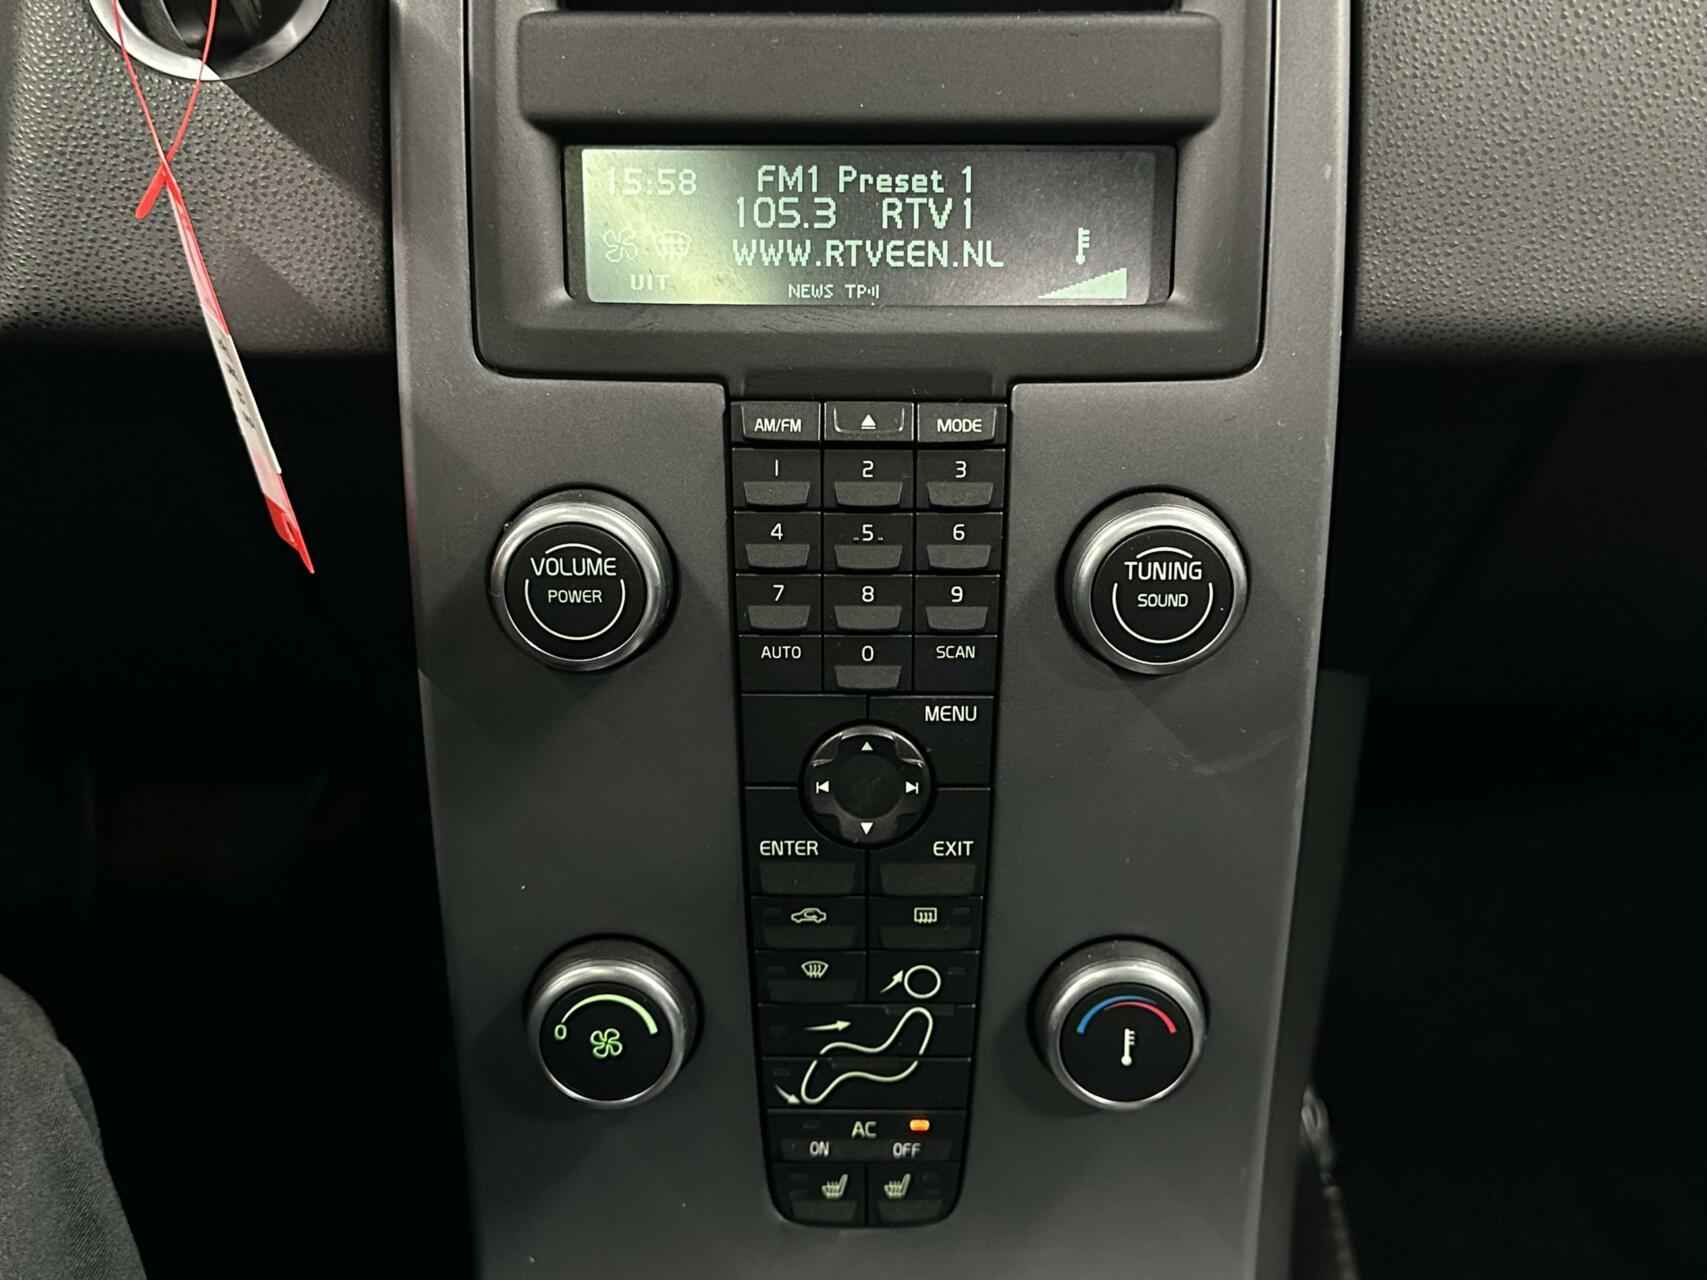 15:58 FM1 Preset 1
105.3 RTV1
WWW.RTVEEN.NL
UIT
NEWS TP
AM/FM MODE
1 2 3
4 5 6
7 8 9
AUTO 0 SCAN
VOLUME
POWER
TUNING
SOUND
MENU
ENTER EXIT
0
AC
ON OFF